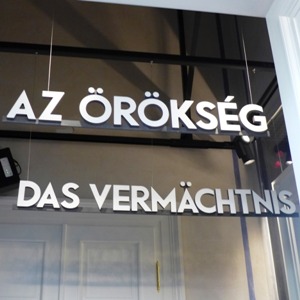 AZ ÖRÖKSÉG
DAS VERMÄCHTNIS